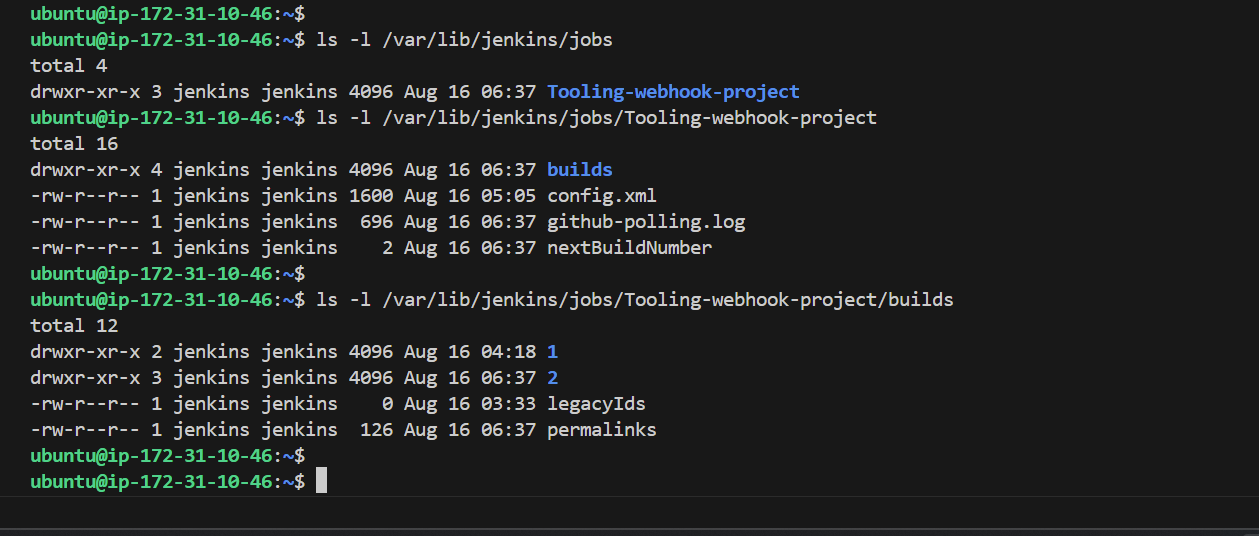 ubuntu@ip-172-31-10-46:~$
ubuntu@ip-172-31-10-46:~$ ls -l /var/lib/jenkins/jobs
total 4
drwxr-xr-x 3 jenkins jenkins 4096 Aug 16 06:37 Tooling-webhook-project
ubuntu@ip-172-31-10-46:~$ ls -l /var/lib/jenkins/jobs/Tooling-webhook-project
total 16
drwxr-xr-x 4 jenkins jenkins 4096 Aug 16 06:37 builds
-rw-r--r-- 1 jenkins jenkins 1600 Aug 16 05:05 config.xml
-rw-r--r-- 1 jenkins jenkins  696 Aug 16 06:37 github-polling.log
-rw-r--r-- 1 jenkins jenkins    2 Aug 16 06:37 nextBuildNumber
ubuntu@ip-172-31-10-46:~$
ubuntu@ip-172-31-10-46:~$ ls -l /var/lib/jenkins/jobs/Tooling-webhook-project/builds
total 12
drwxr-xr-x 2 jenkins jenkins 4096 Aug 16 04:18 1
drwxr-xr-x 3 jenkins jenkins 4096 Aug 16 06:37 2
-rw-r--r-- 1 jenkins jenkins    0 Aug 16 03:33 legacyIds
-rw-r--r-- 1 jenkins jenkins  126 Aug 16 06:37 permalinks
ubuntu@ip-172-31-10-46:~$
ubuntu@ip-172-31-10-46:~$